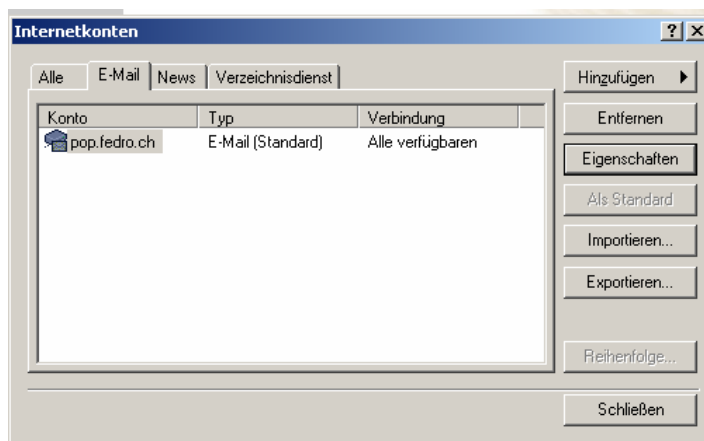 Internetkonten
Alle E-Mail News Verzeichnisdienst
Konto Typ Verbindung
pop.fedro.ch E-Mail (Standard) Alle verfügbaren
Hinzufügen
Entfernen
Eigenschaften
Als Standard
Importieren...
Exportieren...
Reihenfolge...
Schließen